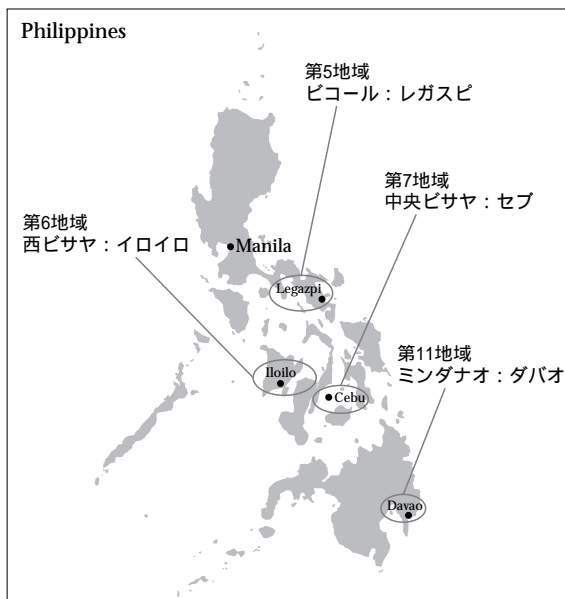 Philippines
第5地域
ビコール：レガスピ
第7地域
中央ビサヤ：セブ
第6地域
西ビサヤ：イロイロ
Manila
Legazpi
第11地域
ミンダナオ：ダバオ
Iloilo
Cebu
Davao